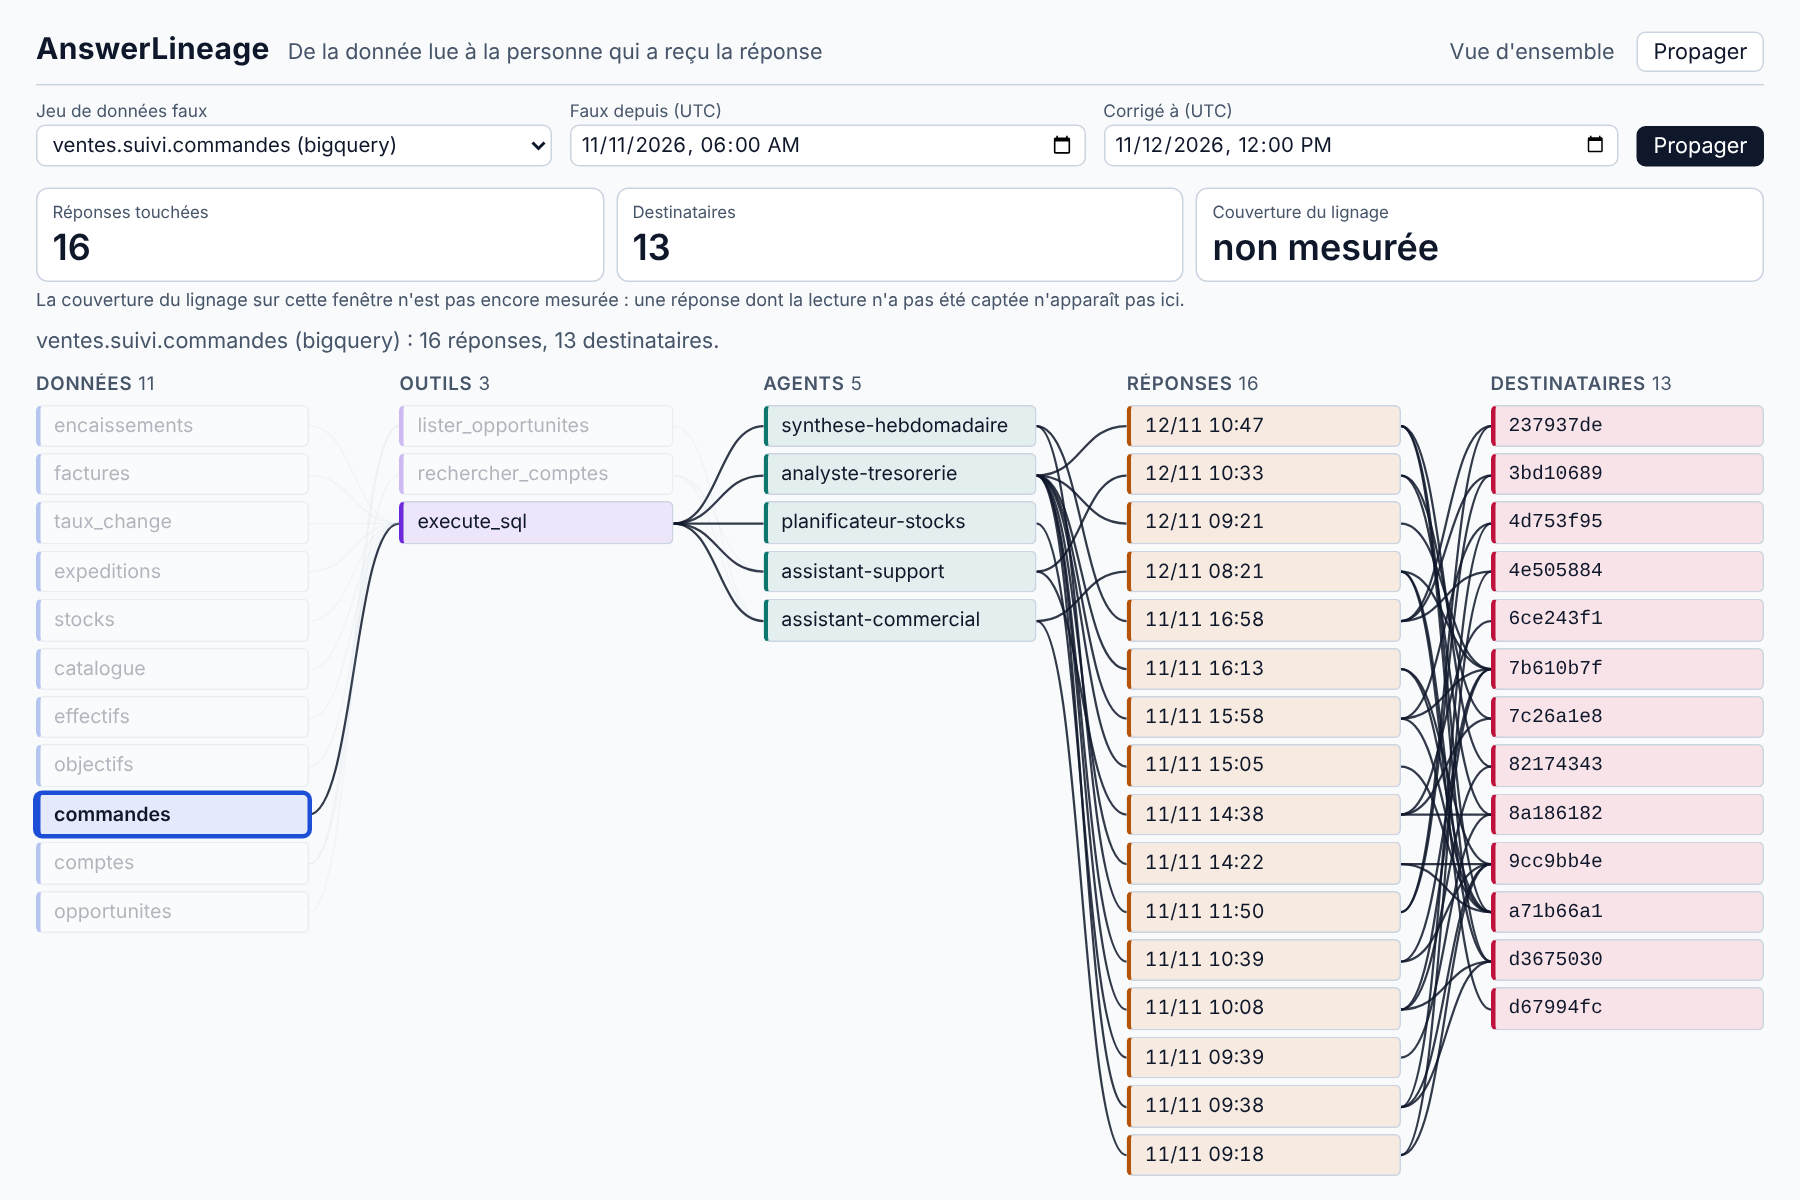 AnswerLineage De la donnée lue à la personne qui a reçu la réponse Vue d'ensemble Propager
Jeu de données faux Faux depuis (UTC) Corrigé à (UTC)
ventes.suivi.commandes (bigquery) 11/11/2026, 06:00 AM 11/12/2026, 12:00 PM Propager
Réponses touchées Destinataires Couverture du lignage
16 13 non mesurée
La couverture du lignage sur cette fenêtre n'est pas encore mesurée : une réponse dont la lecture n'a pas été captée n'apparaît pas ici.
ventes.suivi.commandes (bigquery) : 16 réponses, 13 destinataires.
DONNÉES 11 OUTILS 3 AGENTS 5 RÉPONSES 16 DESTINATAIRES 13
encaissements lister_opportunites synthese-hebdomadaire 12/11 10:47 237937de
factures rechercher_comptes analyste-tresorerie 12/11 10:33 3bd10689
taux_change execute_sql planificateur-stocks 12/11 09:21 4d753f95
expeditions assistant-support 12/11 08:21 4e505884
stocks assistant-commercial 11/11 16:58 6ce243f1
catalogue 11/11 16:13 7b610b7f
effectifs 11/11 15:58 7c26a1e8
objectifs 11/11 15:05 82174343
commandes 11/11 14:38 8a186182
comptes 11/11 14:22 9cc9bb4e
opportunites 11/11 11:50 a71b66a1
11/11 10:39 d3675030
11/11 10:08 d67994fc
11/11 09:39
11/11 09:38
11/11 09:18